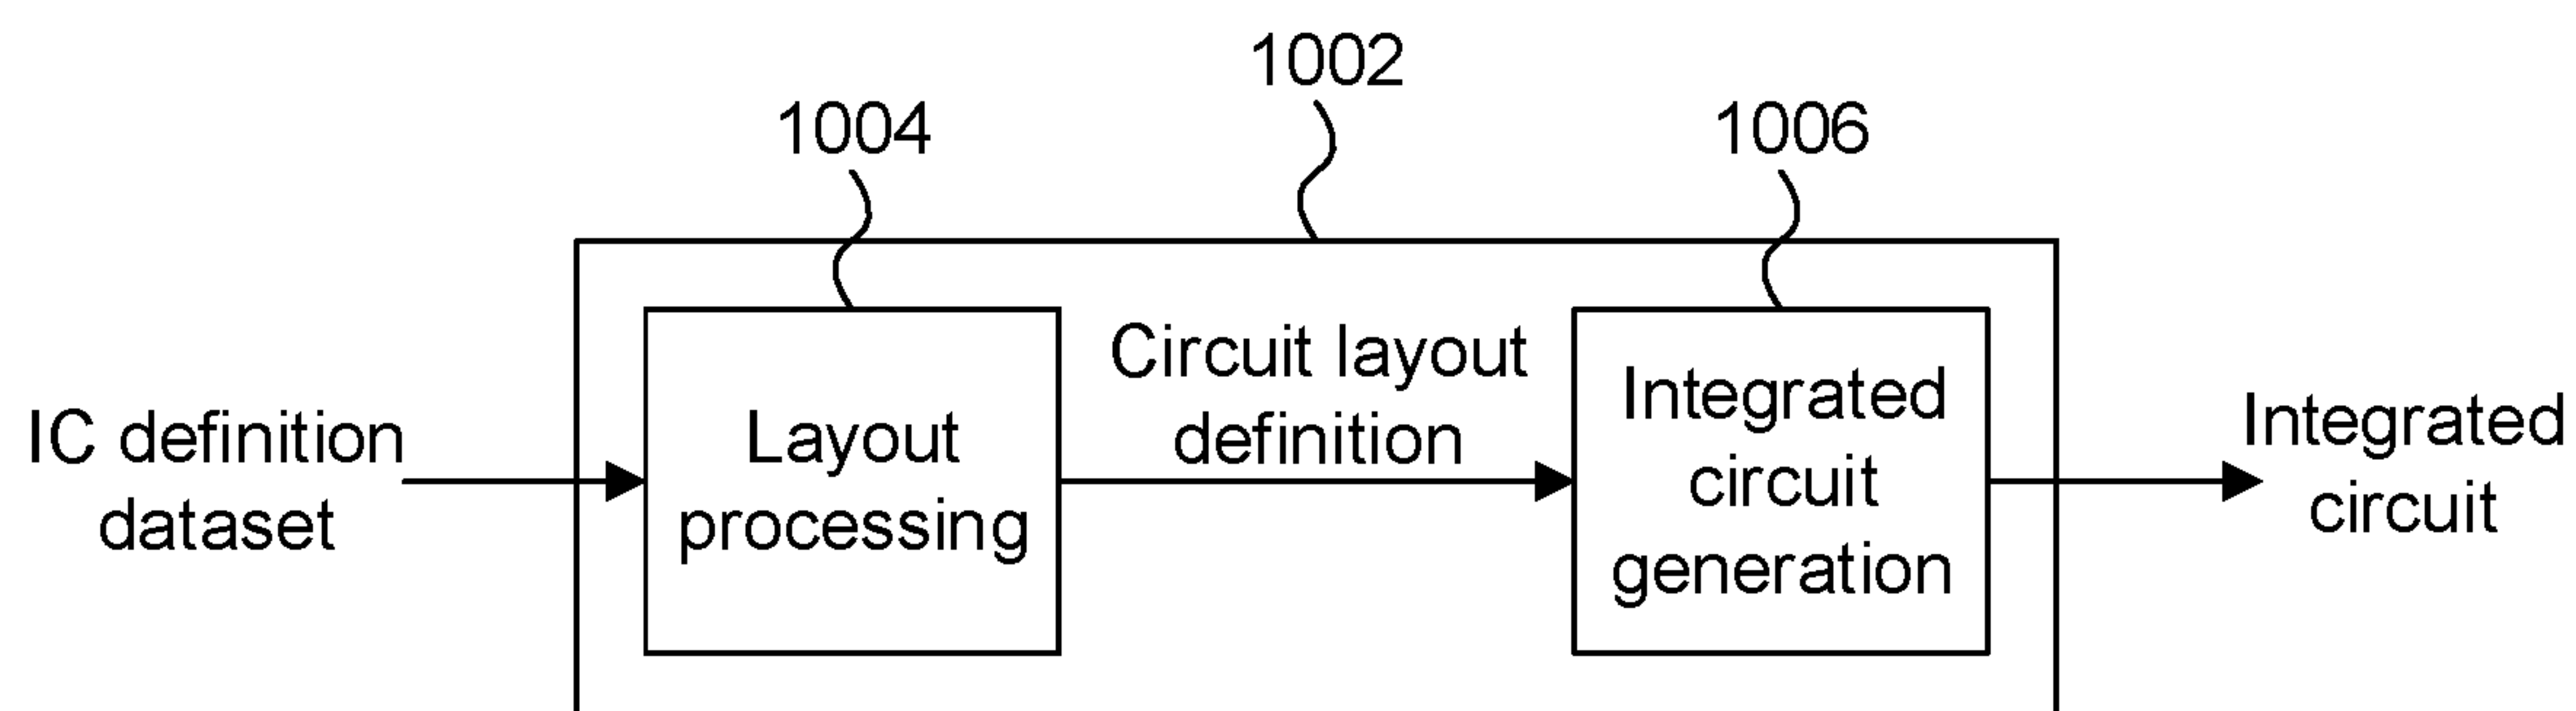 1002
1004
1006
IC definition
dataset
Layout
processing
Circuit layout
definition
Integrated
circuit
generation
Integrated
circuit